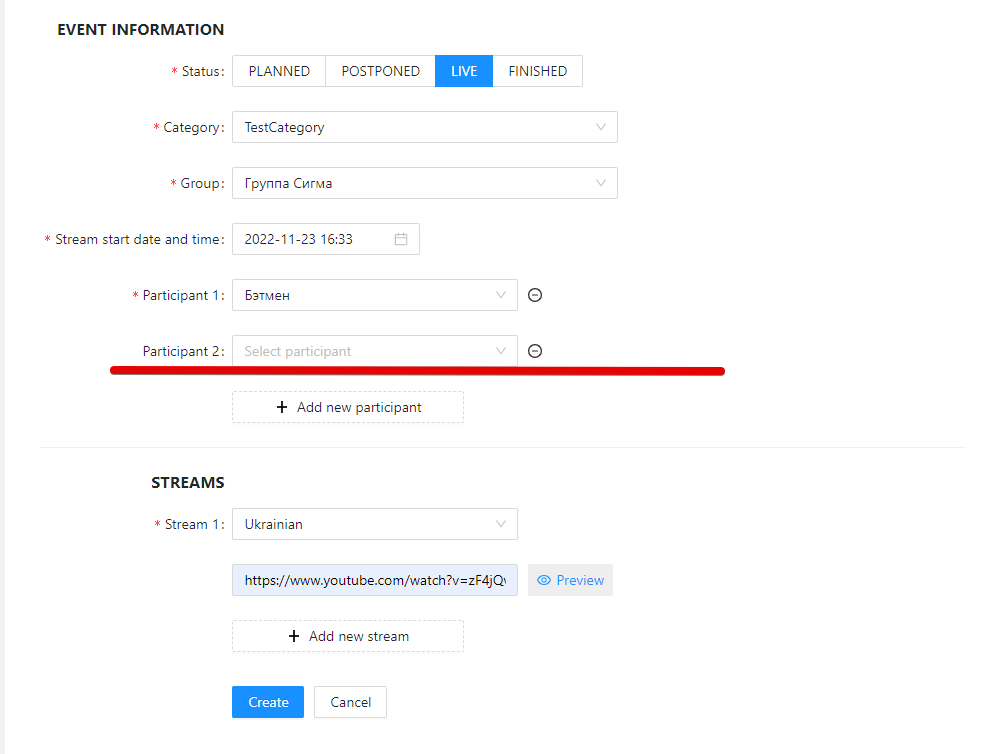 EVENT INFORMATION
* Status: PLANNED POSTPONED LIVE FINISHED
* Category: TestCategory
* Group: Группа Сигма
* Stream start date and time: 2022-11-23 16:33
* Participant 1: Бэтмен
Participant 2: Select participant
+ Add new participant
STREAMS
* Stream 1: Ukrainian
https://www.youtube.com/watch?v=zF4jQ Preview
+ Add new stream
Create Cancel